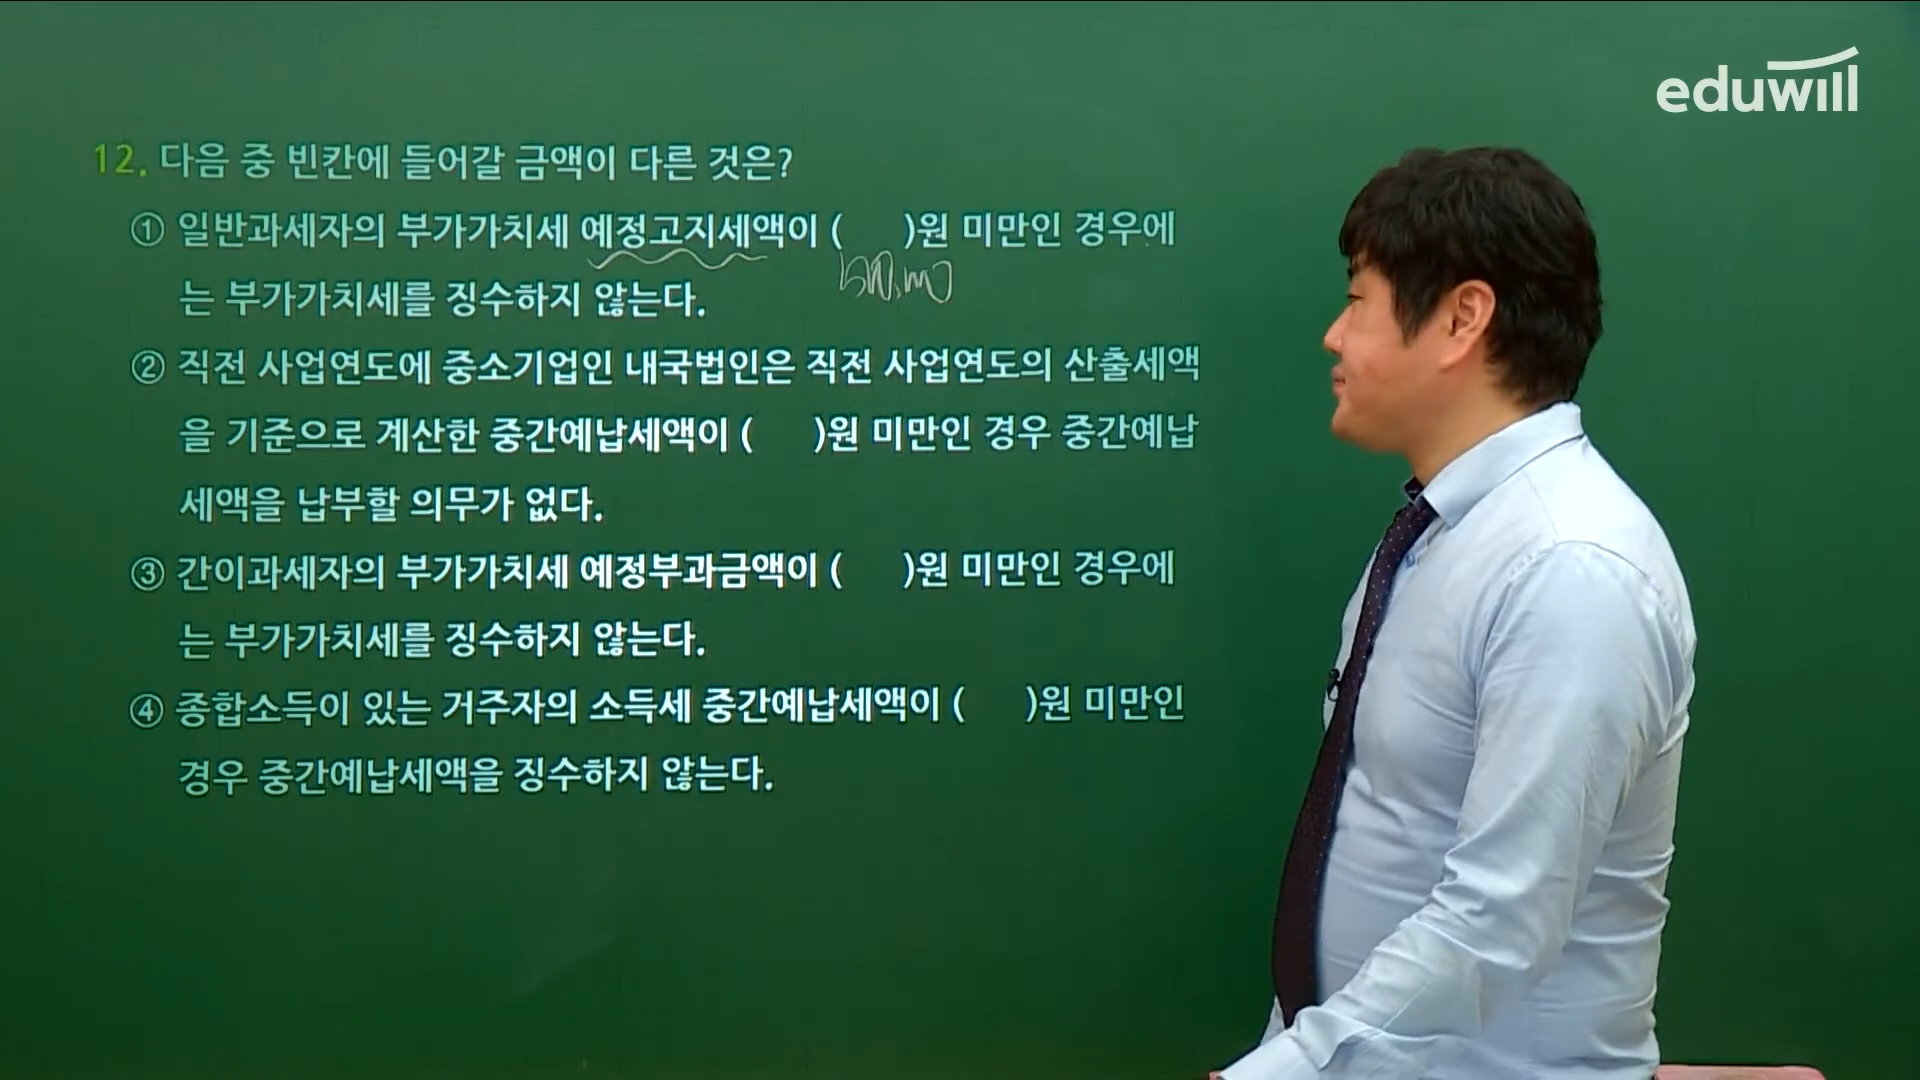 eduwill
12. 다음 중 빈칸에 들어갈 금액이 다른 것은?
① 일반과세자의 부가가치세 예정고지세액이 (    )원 미만인 경우에
는 부가가치세를 징수하지 않는다.
② 직전 사업연도에 중소기업인 내국법인은 직전 사업연도의 산출세액
을 기준으로 계산한 중간예납세액이 (    )원 미만인 경우 중간예납
세액을 납부할 의무가 없다.
③ 간이과세자의 부가가치세 예정부과금액이 (    )원 미만인 경우에
는 부가가치세를 징수하지 않는다.
④ 종합소득이 있는 거주자의 소득세 중간예납세액이 (    )원 미만인
경우 중간예납세액을 징수하지 않는다.